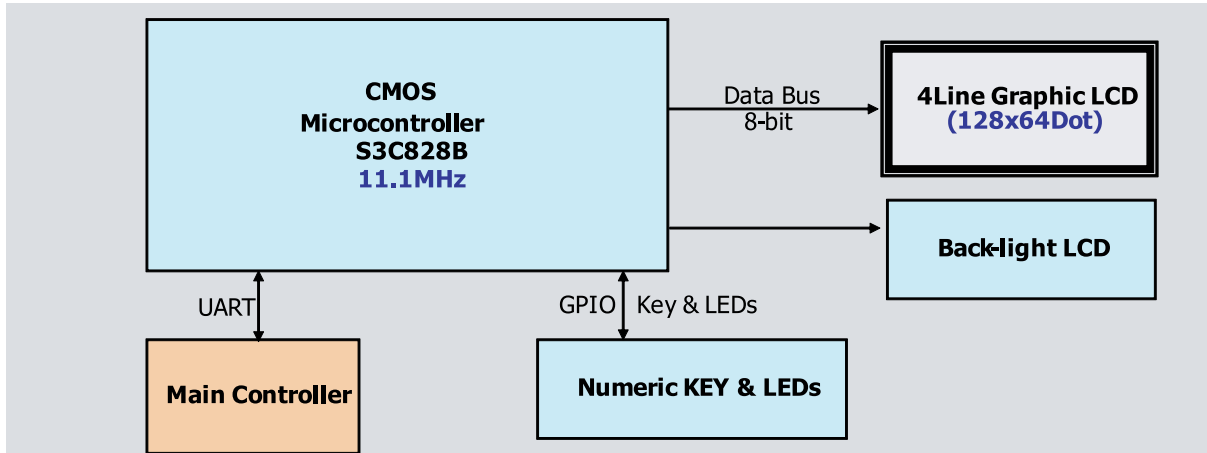 CMOS
Microcontroller
S3C828B
11.1MHz
Data Bus
8-bit
4Line Graphic LCD
(128x64Dot)
Back-light LCD
UART
GPIO
Key & LEDs
Main Controller
Numeric KEY & LEDs